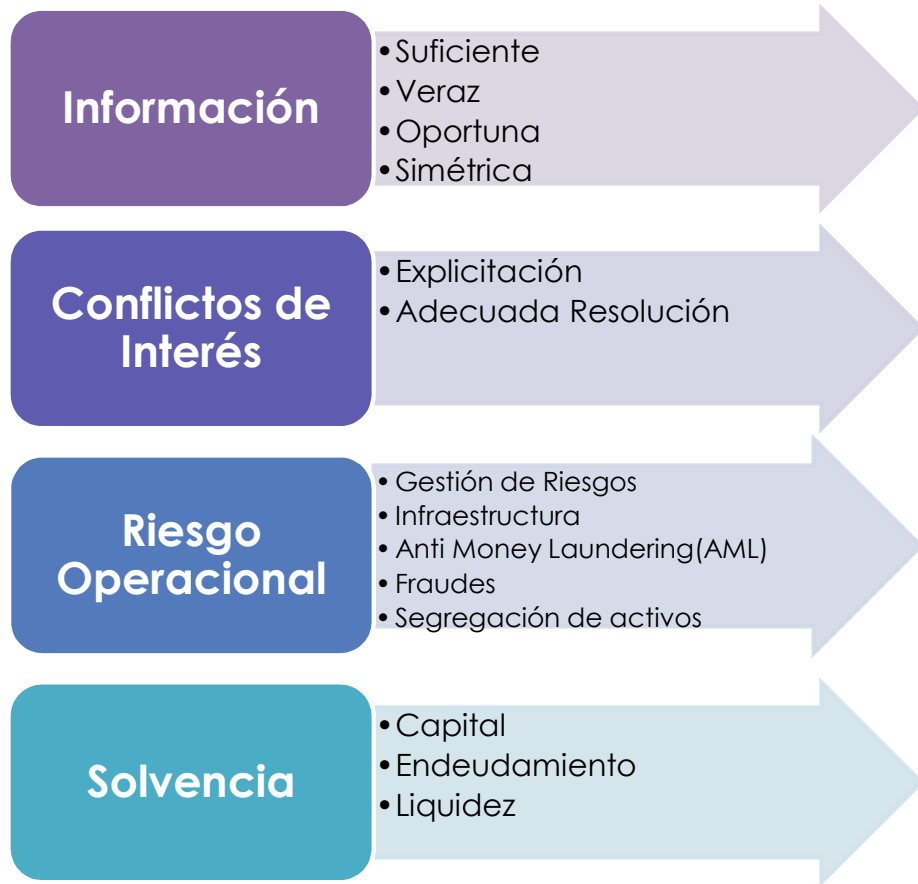 Información
• Suficiente
• Veraz
• Oportuna
• Simétrica
Conflictos de
Interés
• Explicitación
• Adecuada Resolución
Riesgo
Operacional
• Gestión de Riesgos
• Infraestructura
• Anti Money Laundering(AML)
• Fraudes
• Segregación de activos
Solvencia
• Capital
• Endeudamiento
• Liquidez